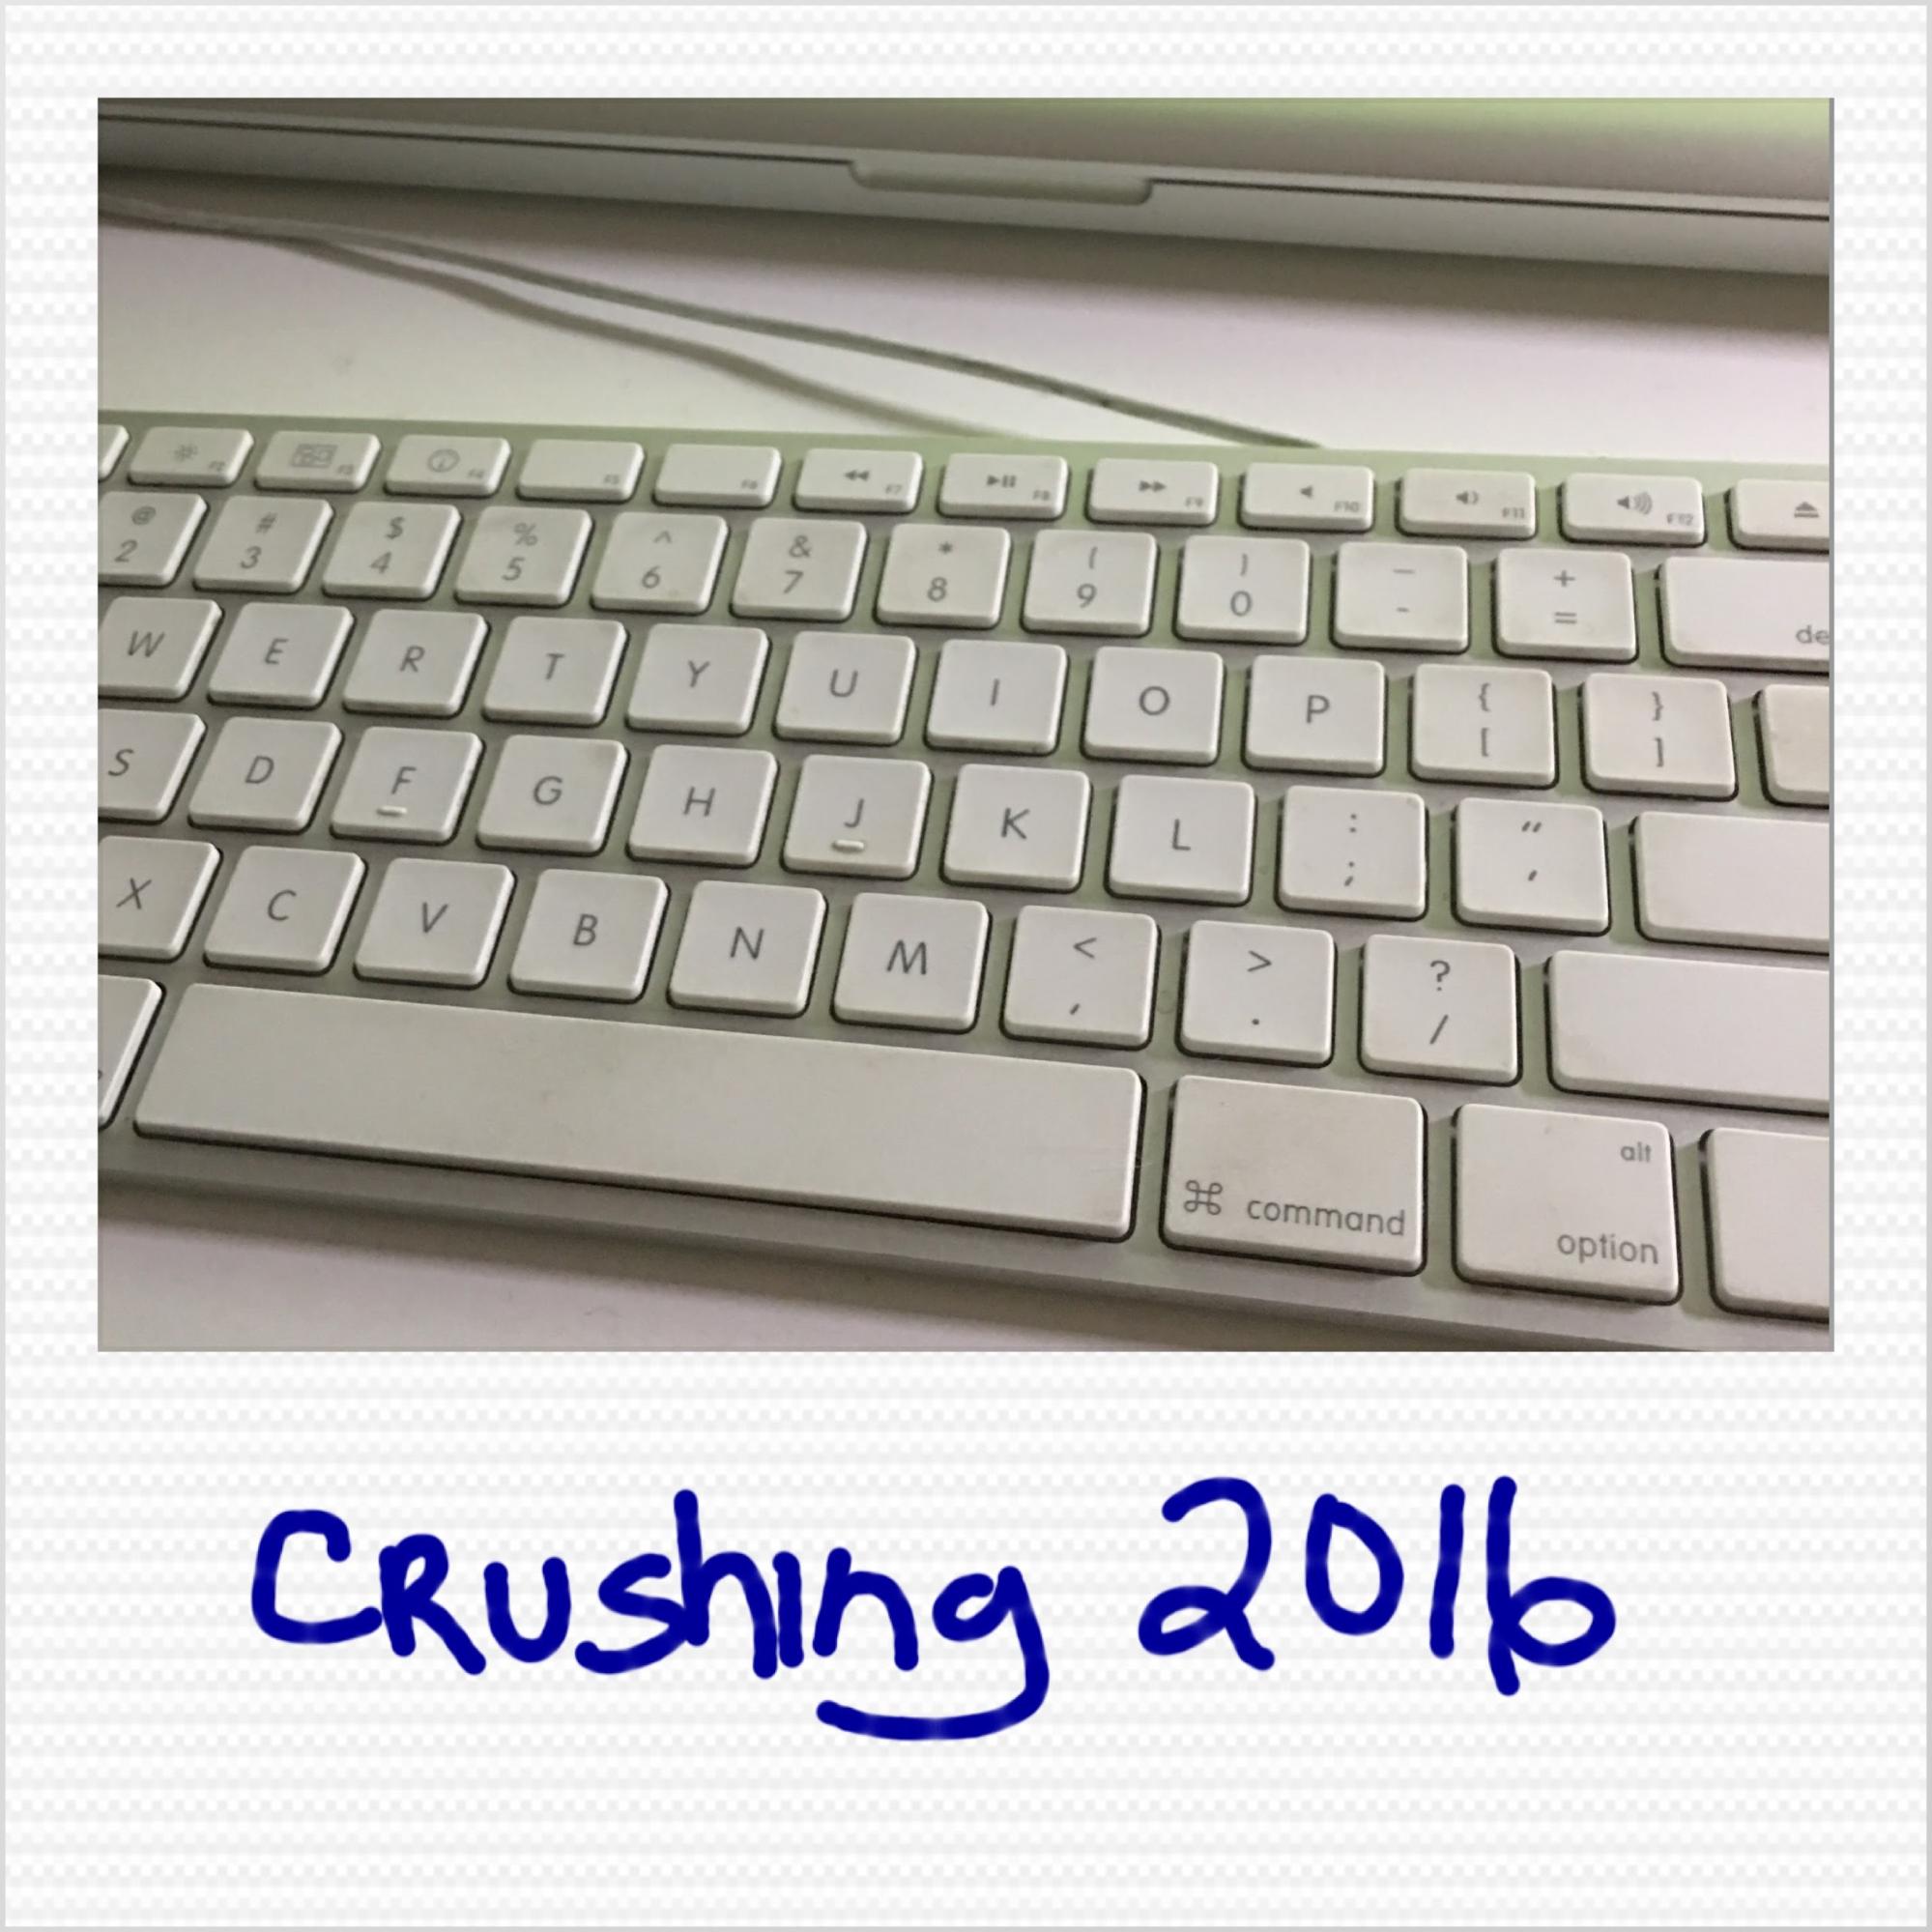 F2 F3 F4 F5 F6 F7 F8 F9 F10 F11 F12
@ # $ % ^ & * ( ) — +
2 3 4 5 6 7 8 9 0 - =
de
W E R T Y U I O P { }
[ ]
S D F G H J K L : "
; '
X C V B N M < > ?
, . /
alt
⌘ command option
Crushing 2016